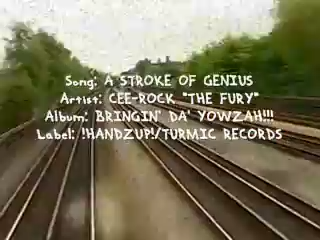 Song: A STROKE OF GENIUS
Artist: CEE-ROCK "THE FURY"
Album: BRINGIN' DA' YOWZAH!!!
Label: !HANDZUP!/TURMIC RECORDS